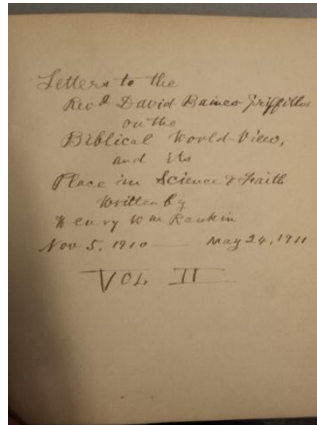 Letters to the
Revd David Baines Griffiths
on the
Biblical World-View,
and its
Place in Science & Faith
Written by
Henry Wm Rankin
Nov 5, 1910 — May 24, 1911
VOL II